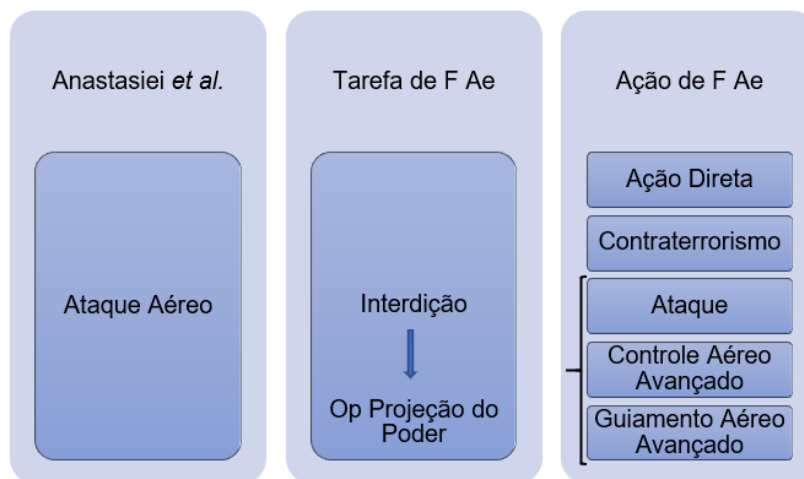 Anastasiei et al.
Ataque Aéreo
Tarefa de F Ae
Interdição
Op Projeção do
Poder
Ação de F Ae
Ação Direta
Contraterrorismo
Ataque
Controle Aéreo
Avançado
Guiamento Aéreo
Avançado